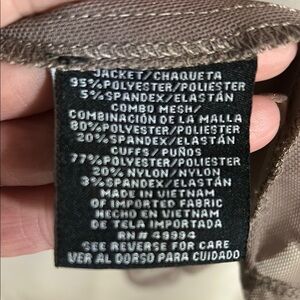 JACKET/CHAQUETA
95%POLYESTER/POLIESTER
5%SPANDEX/ELASTÁN
COMBO MESH/
COMBINACIÓN DE LA MALLA
80%POLYESTER/POLIESTER
20%SPANDEX/ELASTÁN
CUFFS/PUÑOS
77%POLYESTER/POLIESTER
20% NYLON/NYLON
3%SPANDEX/ELASTÁN
MADE IN VIETNAM
OF IMPORTED FABRIC
HECHO EN VIETNAM
DE TELA IMPORTADA
RN# 49994
SEE REVERSE FOR CARE
VER AL DORSO PARA CUIDADO